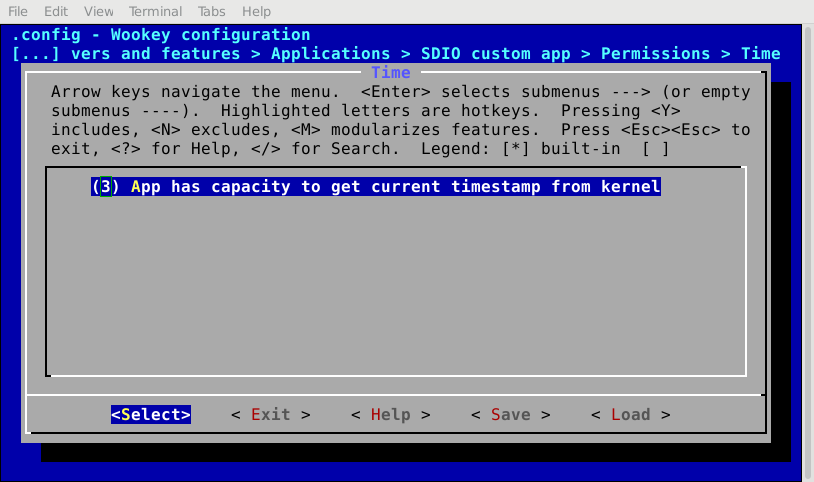 File Edit View Terminal Tabs Help
.config - Wookey configuration
[...] vers and features > Applications > SDIO custom app > Permissions > Time
Time
Arrow keys navigate the menu.  <Enter> selects submenus ---> (or empty
submenus ----).  Highlighted letters are hotkeys.  Pressing <Y>
includes, <N> excludes, <M> modularizes features.  Press <Esc><Esc> to
exit, <?> for Help, </> for Search.  Legend: [*] built-in  [ ]
(3) App has capacity to get current timestamp from kernel
<Select>    < Exit >    < Help >    < Save >    < Load >